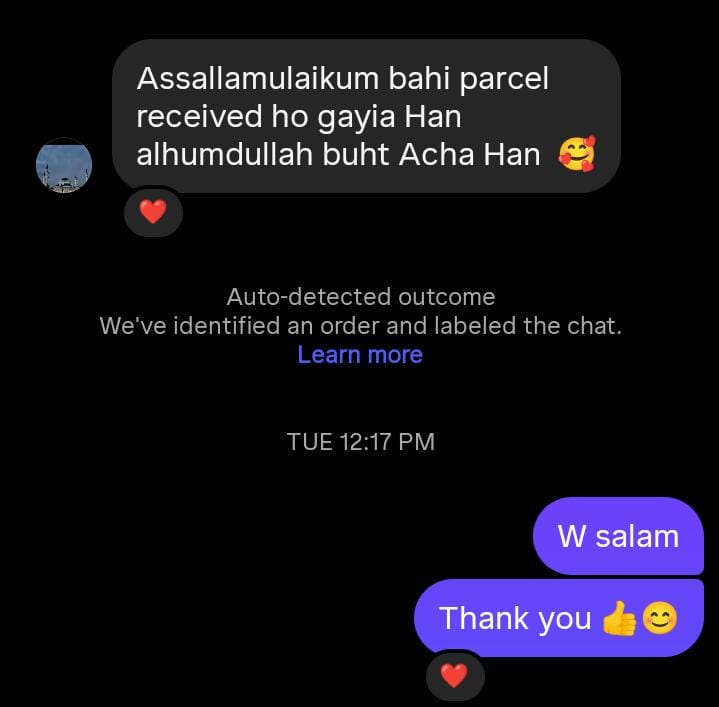 Assallamulaikum bahi parcel
received ho gayia Han
alhumdullah buht Acha Han 🥰
❤️
Auto-detected outcome
We've identified an order and labeled the chat.
Learn more
TUE 12:17 PM
W salam
Thank you 👍😊
❤️